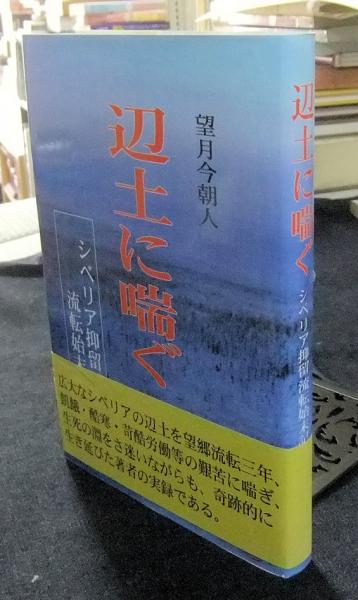 望月今朝人
辺土に喘ぐ
シベリア抑留
流転始末
広大なシベリアの辺土を望郷流転三年、
飢餓・酷寒・苛酷労働等の艱苦に喘ぎ、
生死の淵をさ迷いながらも、奇跡的に
生き延びた著者の実録である。
辺土に喘ぐ
シベリア抑留流転始末記